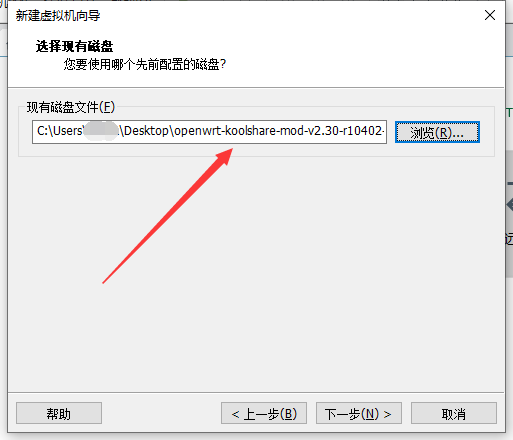 新建虚拟机向导
选择现有磁盘
您要使用哪个先前配置的磁盘?
现有磁盘文件(F)
C:\Users\ \Desktop\openwrt-koolshare-mod-v2.30-r10402-
浏览(R)...
帮助
< 上一步(B)
下一步(N) >
取消